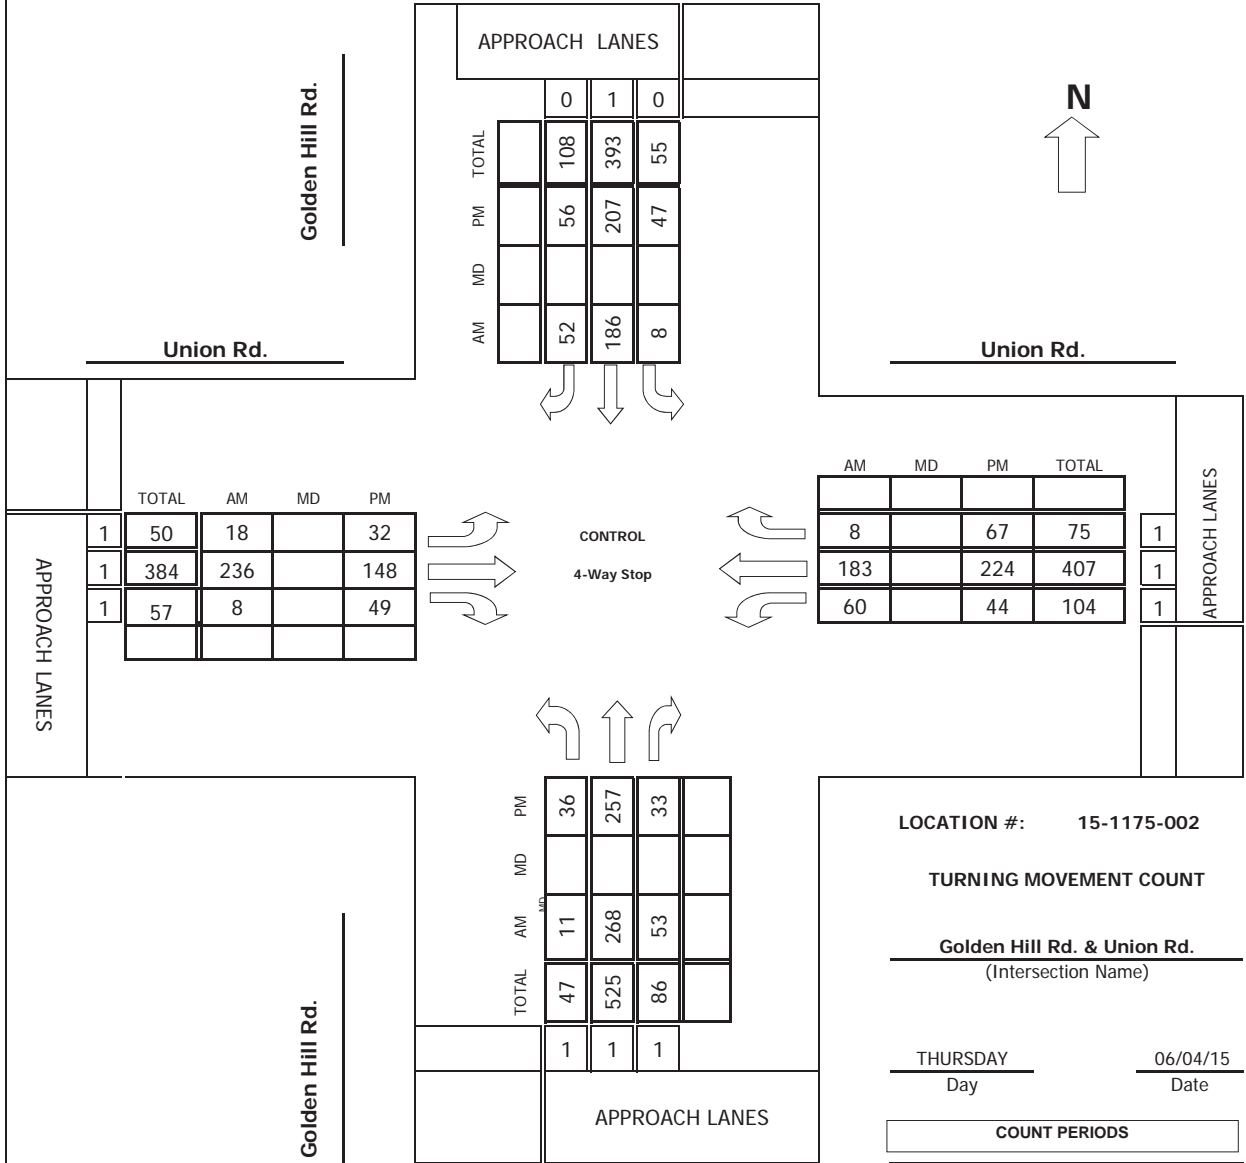 APPROACH LANES
0 1 0
Golden Hill Rd.
N
TOTAL 108 393 55
PM 56 207 47
MD
AM 52 186 8
Union Rd.
Union Rd.
AM MD PM TOTAL
TOTAL AM MD PM
1 50 18 32
1 384 236 148
1 57 8 49
APPROACH LANES
CONTROL
4-Way Stop
8 67 75 1
183 224 407 1
60 44 104 1
APPROACH LANES
PM 36 257 33
MD
MD
AM 11 268 53
TOTAL 47 525 86
1 1 1
APPROACH LANES
Golden Hill Rd.
LOCATION #: 15-1175-002
TURNING MOVEMENT COUNT
Golden Hill Rd. & Union Rd.
(Intersection Name)
THURSDAY 06/04/15
Day Date
COUNT PERIODS